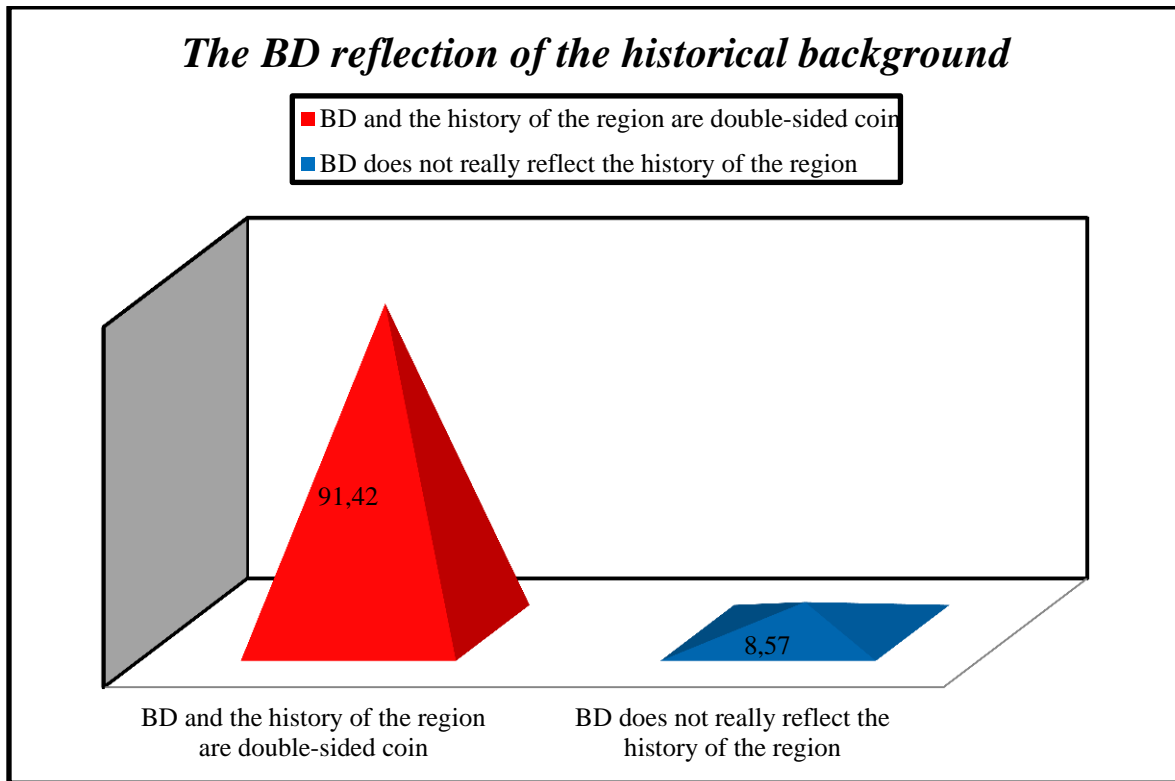 The BD reflection of the historical background
BD and the history of the region are double-sided coin
BD does not really reflect the history of the region
91,42
8,57
BD and the history of the region
are double-sided coin
BD does not really reflect the
history of the region